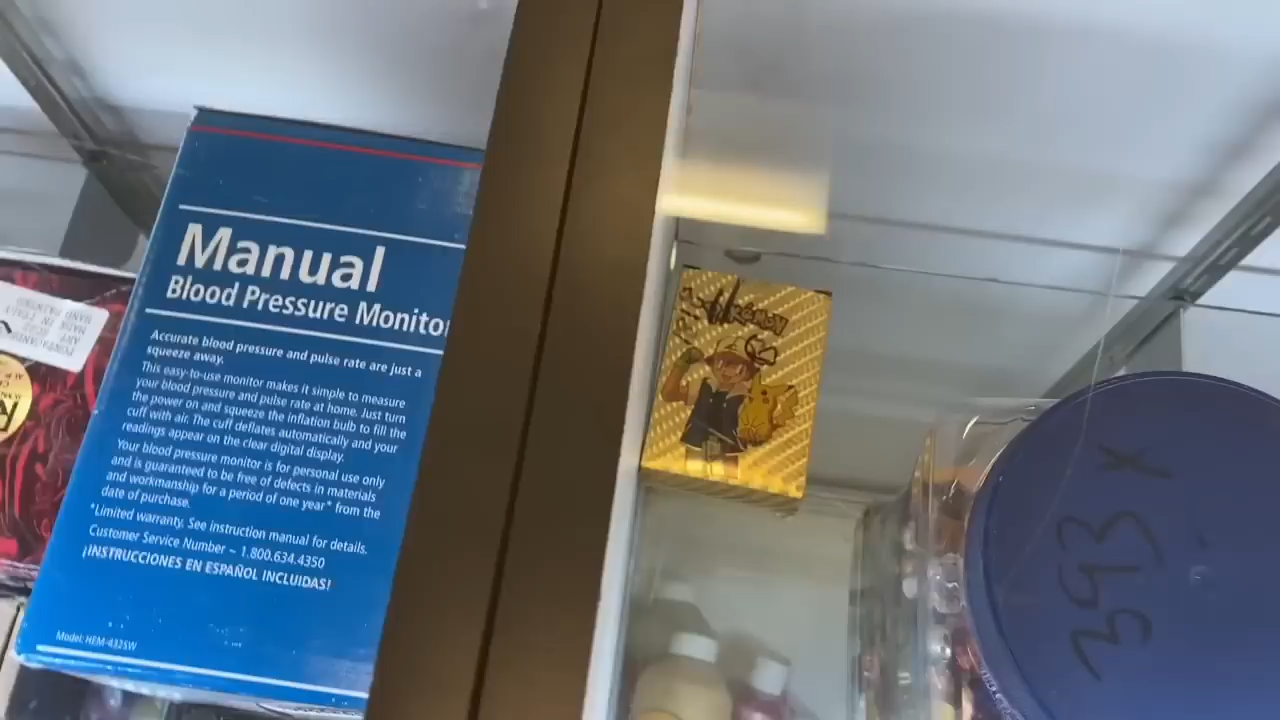 Manual
Blood Pressure Monitor
Accurate blood pressure and pulse rate are just a
squeeze away.
This easy-to-use monitor makes it simple to measure
your blood pressure and pulse rate at home. Just turn
the power on and squeeze the inflation bulb to fill the
cuff with air. The cuff deflates automatically and your
readings appear on the clear digital display.
Your blood pressure monitor is for personal use only
and is guaranteed to be free of defects in materials
and workmanship for a period of one year* from the
date of purchase.
*Limited warranty. See instruction manual for details.
Customer Service Number ~ 1.800.634.4350
¡INSTRUCCIONES EN ESPAÑOL INCLUIDAS!
Model: HEM-432SW
MADE IN ITALY
HAND PAINTED
393 X